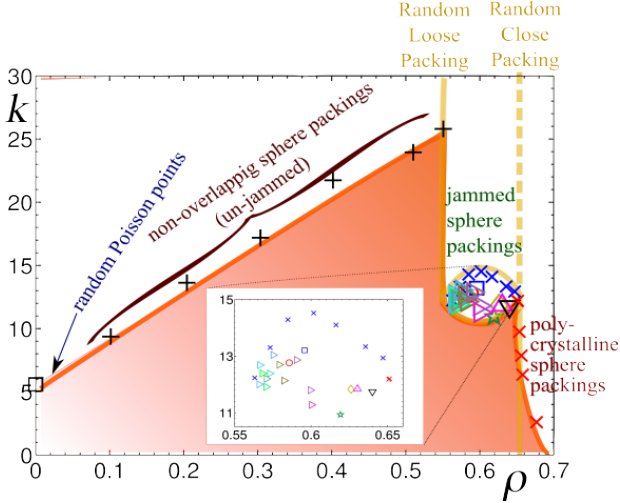 Random Random
Loose Close
Packing Packing
30
k
25
20
15
10
5
0
non-overlappig sphere packings
(un-jammed)
random Poisson points
jammed
sphere
packings
poly-
crystalline
sphere
packings
15
13
11
0.55 0.6 0.65
0 0.1 0.2 0.3 0.4 0.5 0.6 0.7
ρ